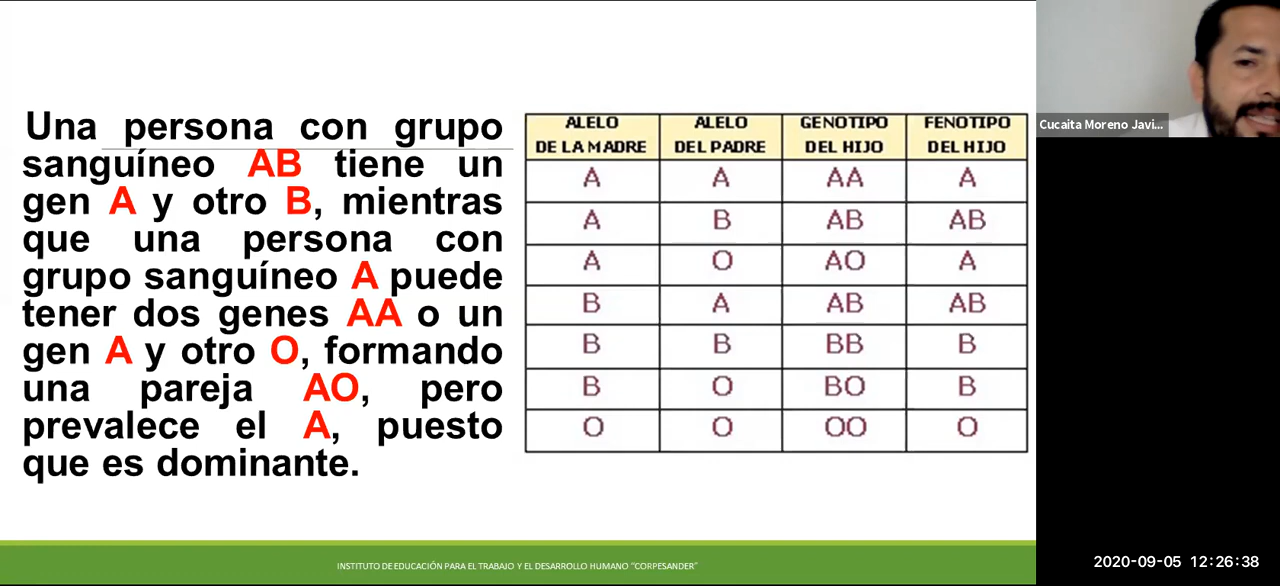 Una persona con grupo
sanguíneo AB tiene un
gen A y otro B, mientras
que una persona con
grupo sanguíneo A puede
tener dos genes AA o un
gen A y otro O, formando
una pareja AO, pero
prevalece el A, puesto
que es dominante.
ALELO DE LA MADRE ALELO DEL PADRE GENOTIPO DEL HIJO FENOTIPO DEL HIJO
A A AA A
A B AB AB
A O AO A
B A AB AB
B B BB B
B O BO B
O O OO O
Cucaita Moreno Javi...
INSTITUTO DE EDUCACIÓN PARA EL TRABAJO Y EL DESARROLLO HUMANO "CORPESANDER"
2020-09-05 12:26:38